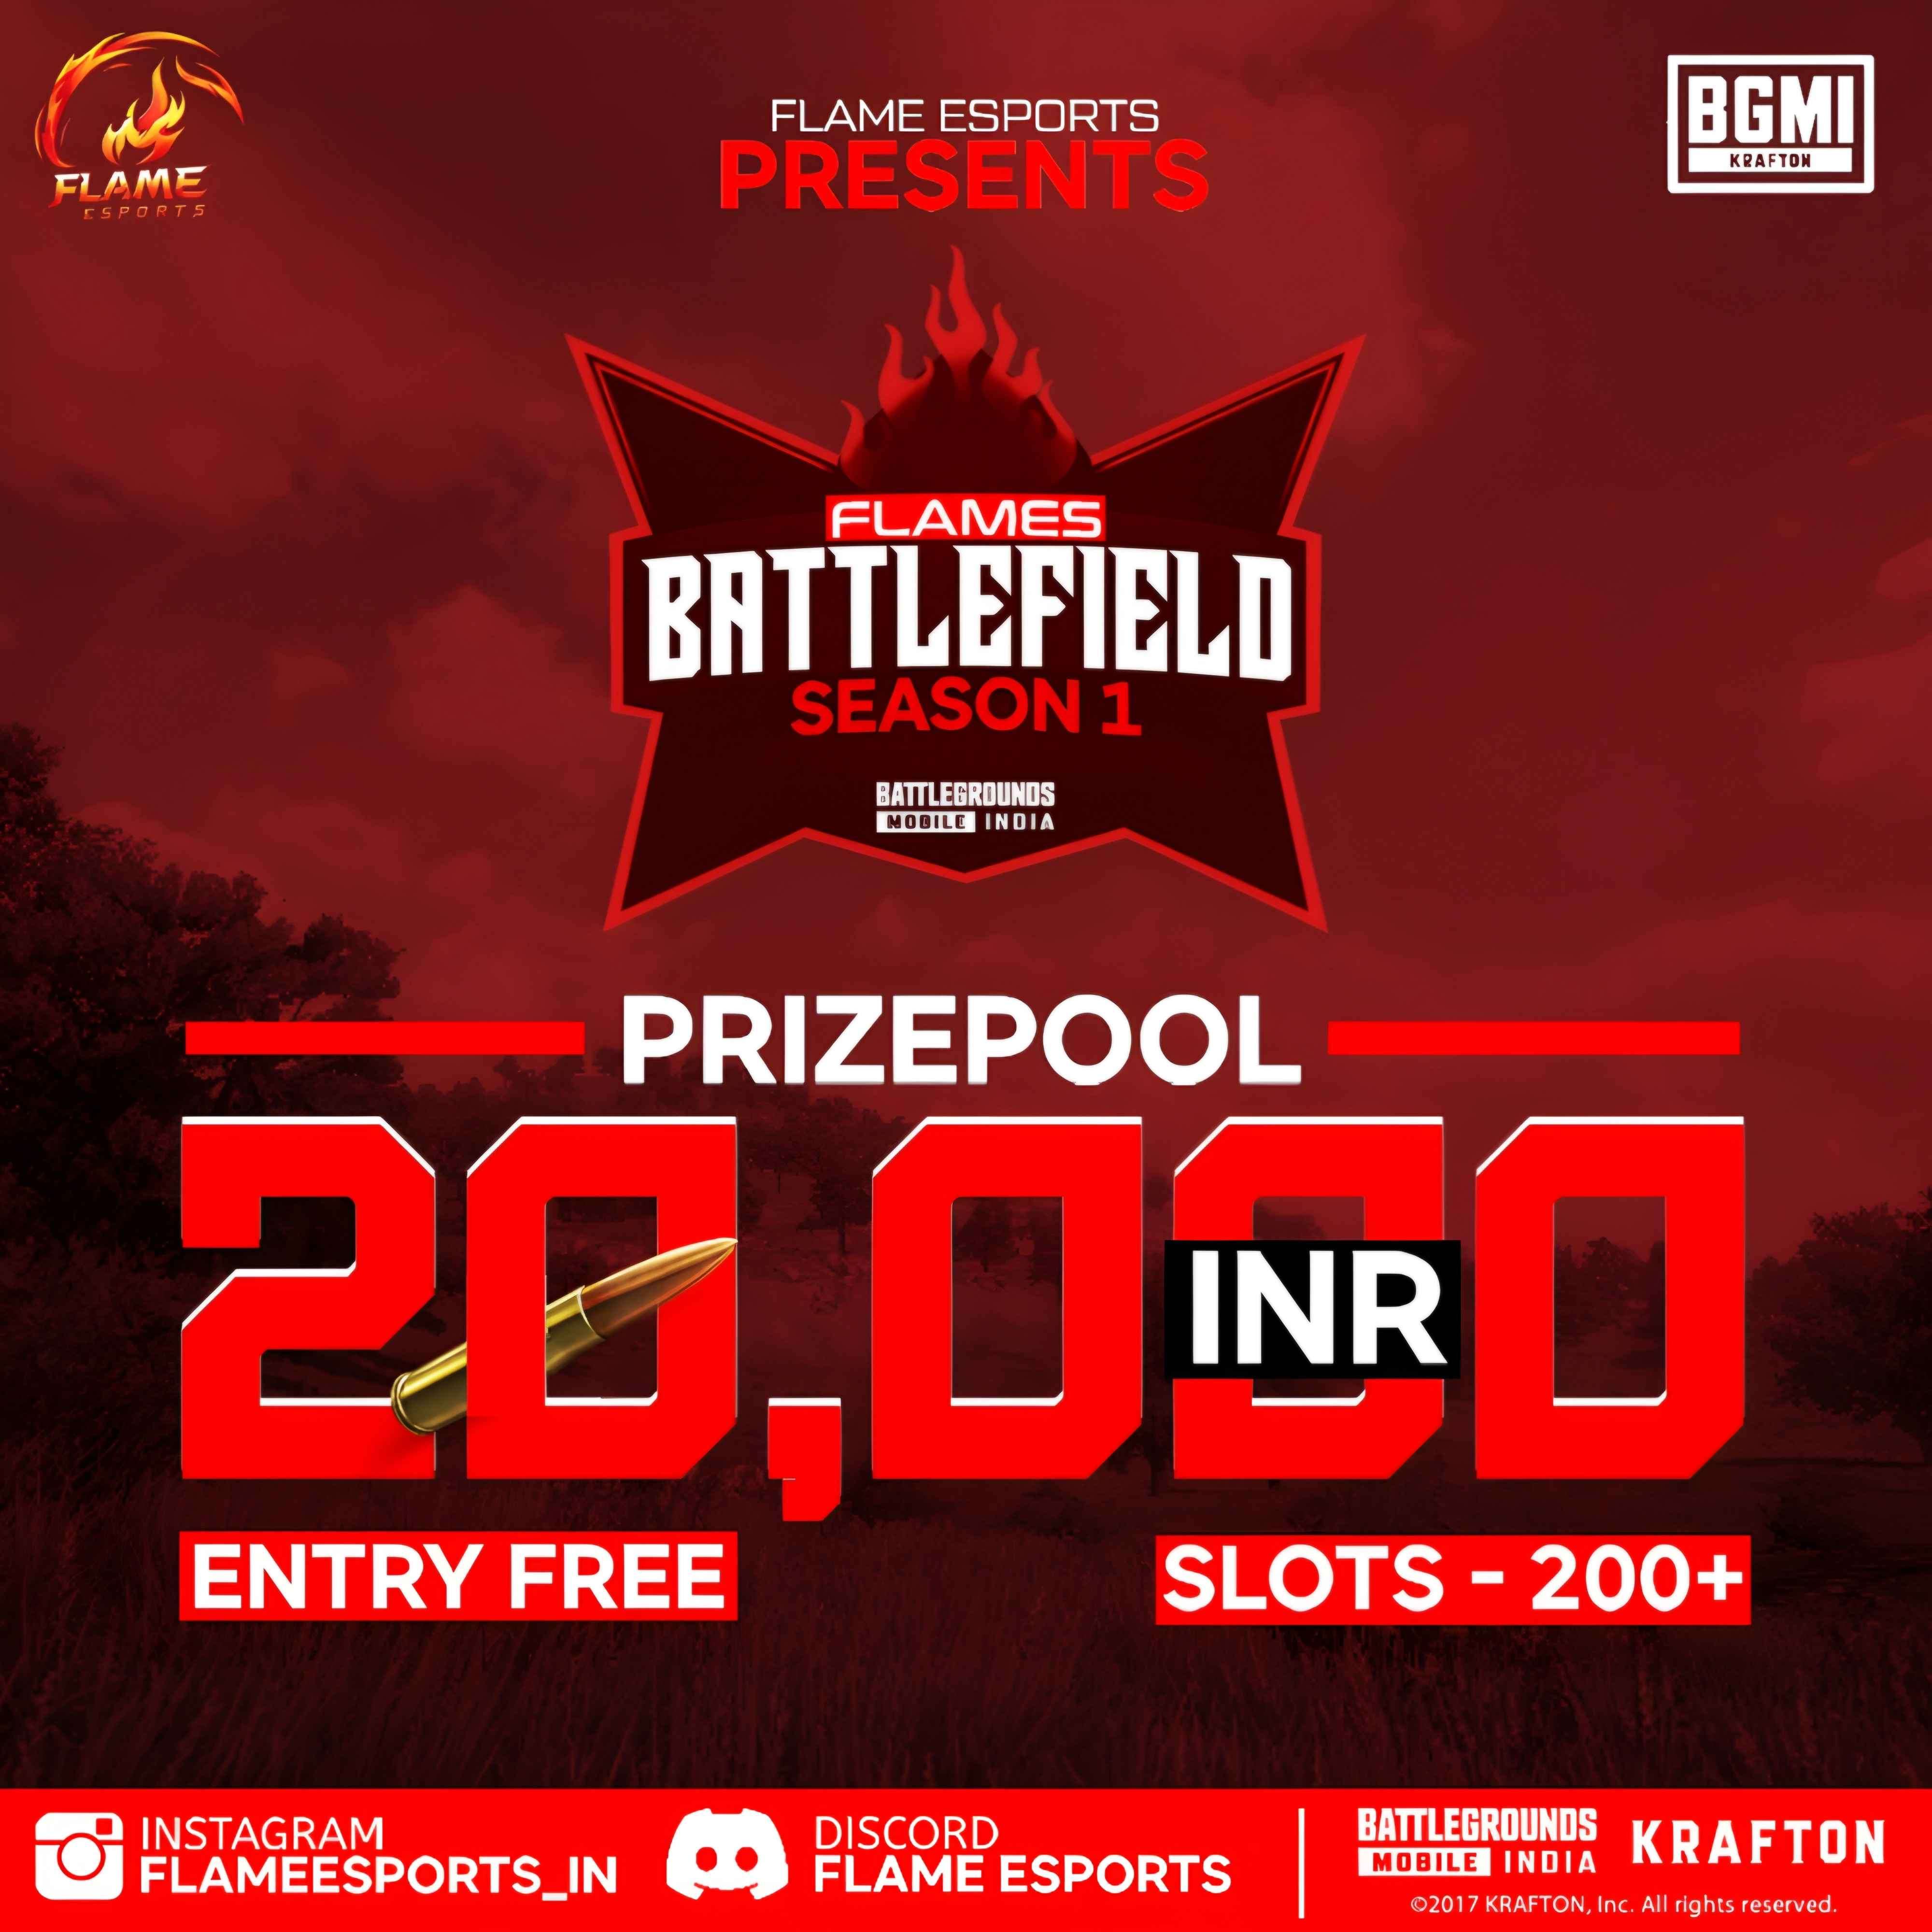 FLAME
ESPORTS
FLAME ESPORTS
PRESENTS
BGMI
KRAFTON
FLAMES
BATTLEFIELD
SEASON 1
BATTLEGROUNDS
MOBILE INDIA
PRIZEPOOL
20,000
INR
ENTRY FREE
SLOTS - 200+
INSTAGRAM
FLAMEESPORTS_IN
DISCORD
FLAME ESPORTS
BATTLEGROUNDS
MOBILE INDIA
KRAFTON
©2017 KRAFTON, Inc. All rights reserved.